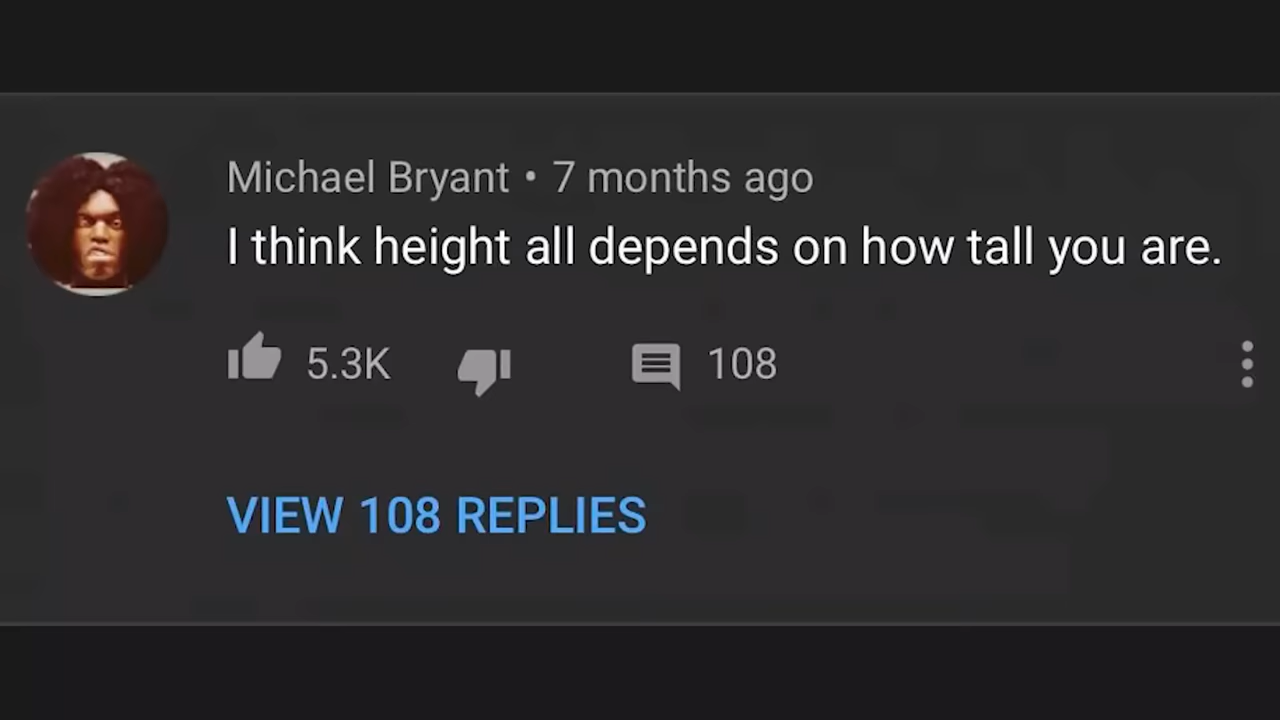 Michael Bryant • 7 months ago
I think height all depends on how tall you are.
5.3K 108
VIEW 108 REPLIES